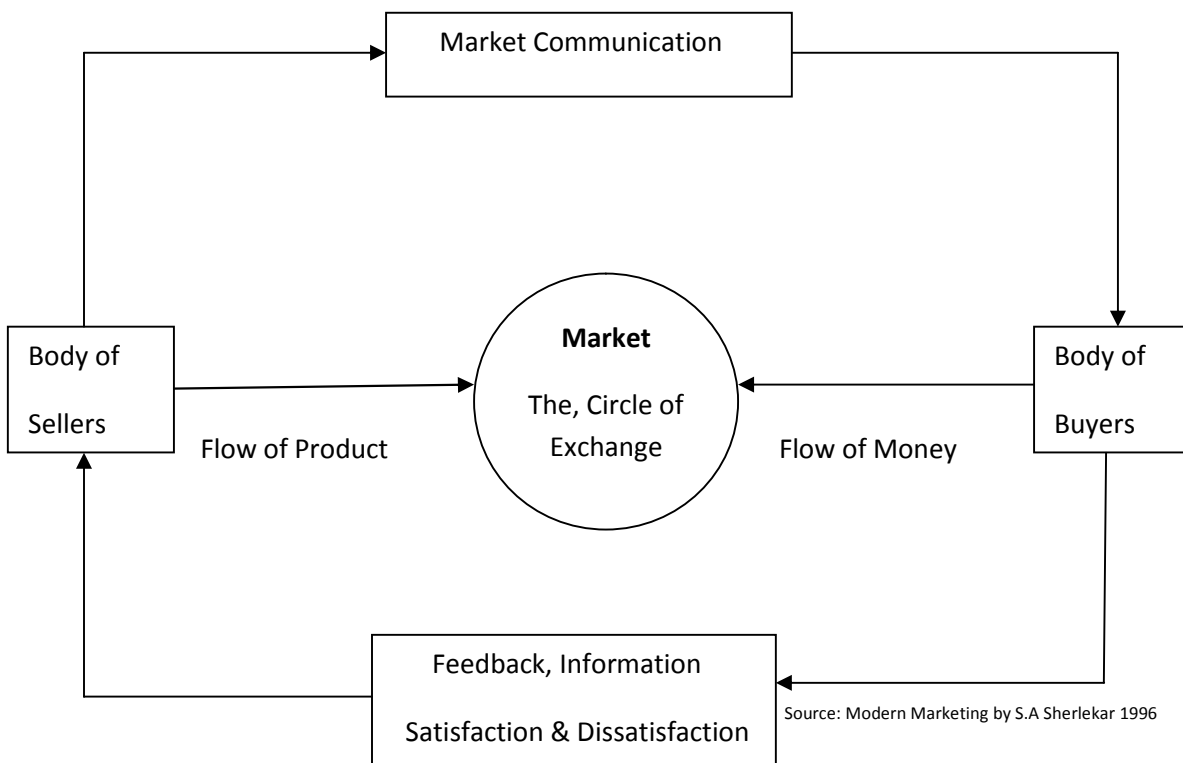 Market Communication
Market
The, Circle of
Exchange
Body of
Sellers
Flow of Product
Flow of Money
Body of
Buyers
Feedback, Information
Satisfaction & Dissatisfaction
Source: Modern Marketing by S.A Sherlekar 1996